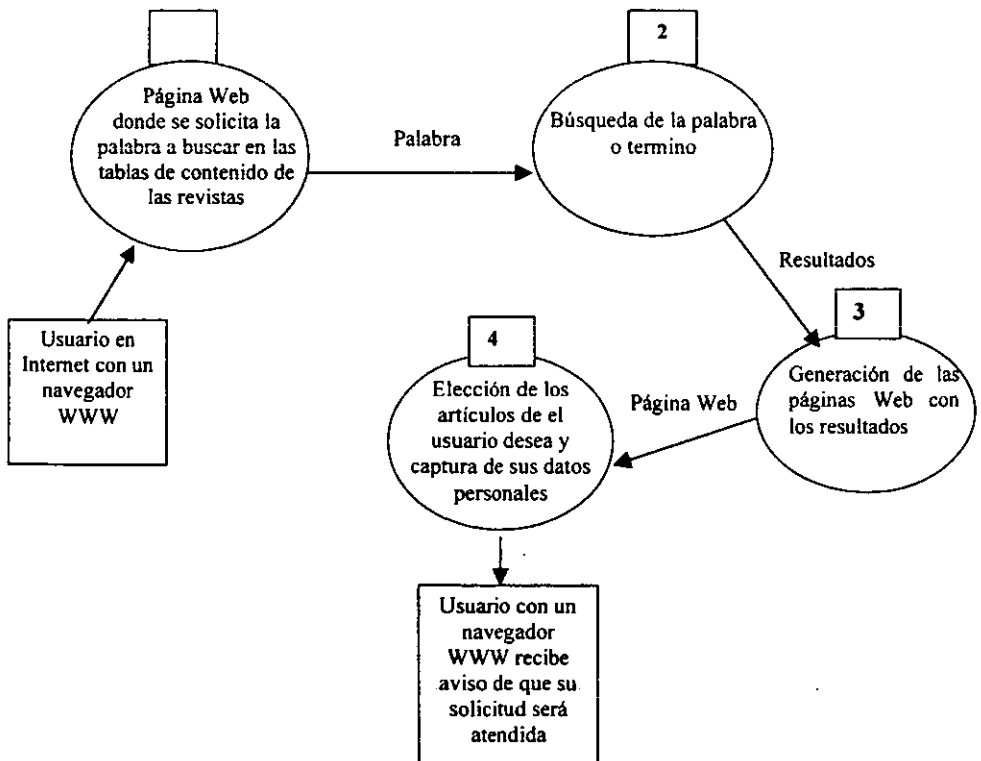 Página Web
donde se solicita la
palabra a buscar en las
tablas de contenido de
las revistas
Palabra
2
Búsqueda de la palabra
o termino
Resultados
Usuario en
Internet con un
navegador
WWW
3
Generación de las
páginas Web con
los resultados
Página Web
4
Elección de los
artículos de el
usuario desea y
captura de sus datos
personales
Usuario con un
navegador
WWW recibe
aviso de que su
solicitud será
atendida